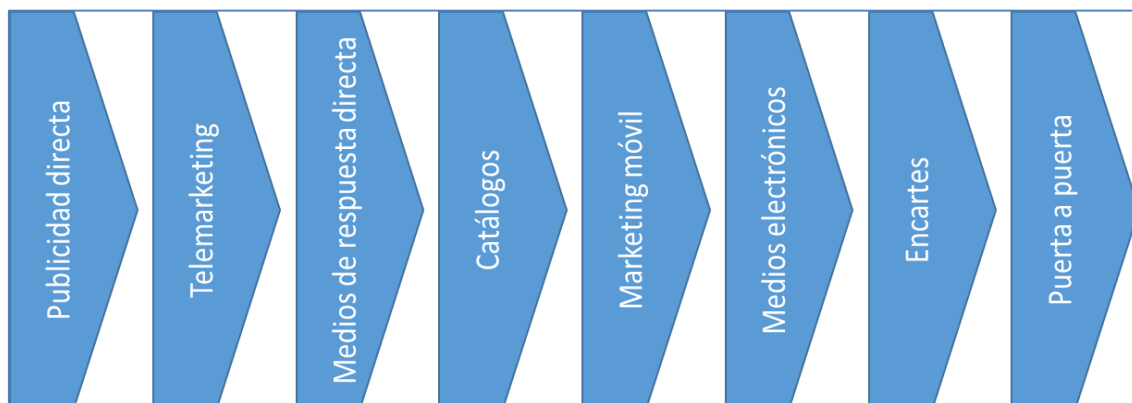 Publicidad directa
Telemarketing
Medios de respuesta directa
Catálogos
Marketing móvil
Medios electrónicos
Encartes
Puerta a puerta